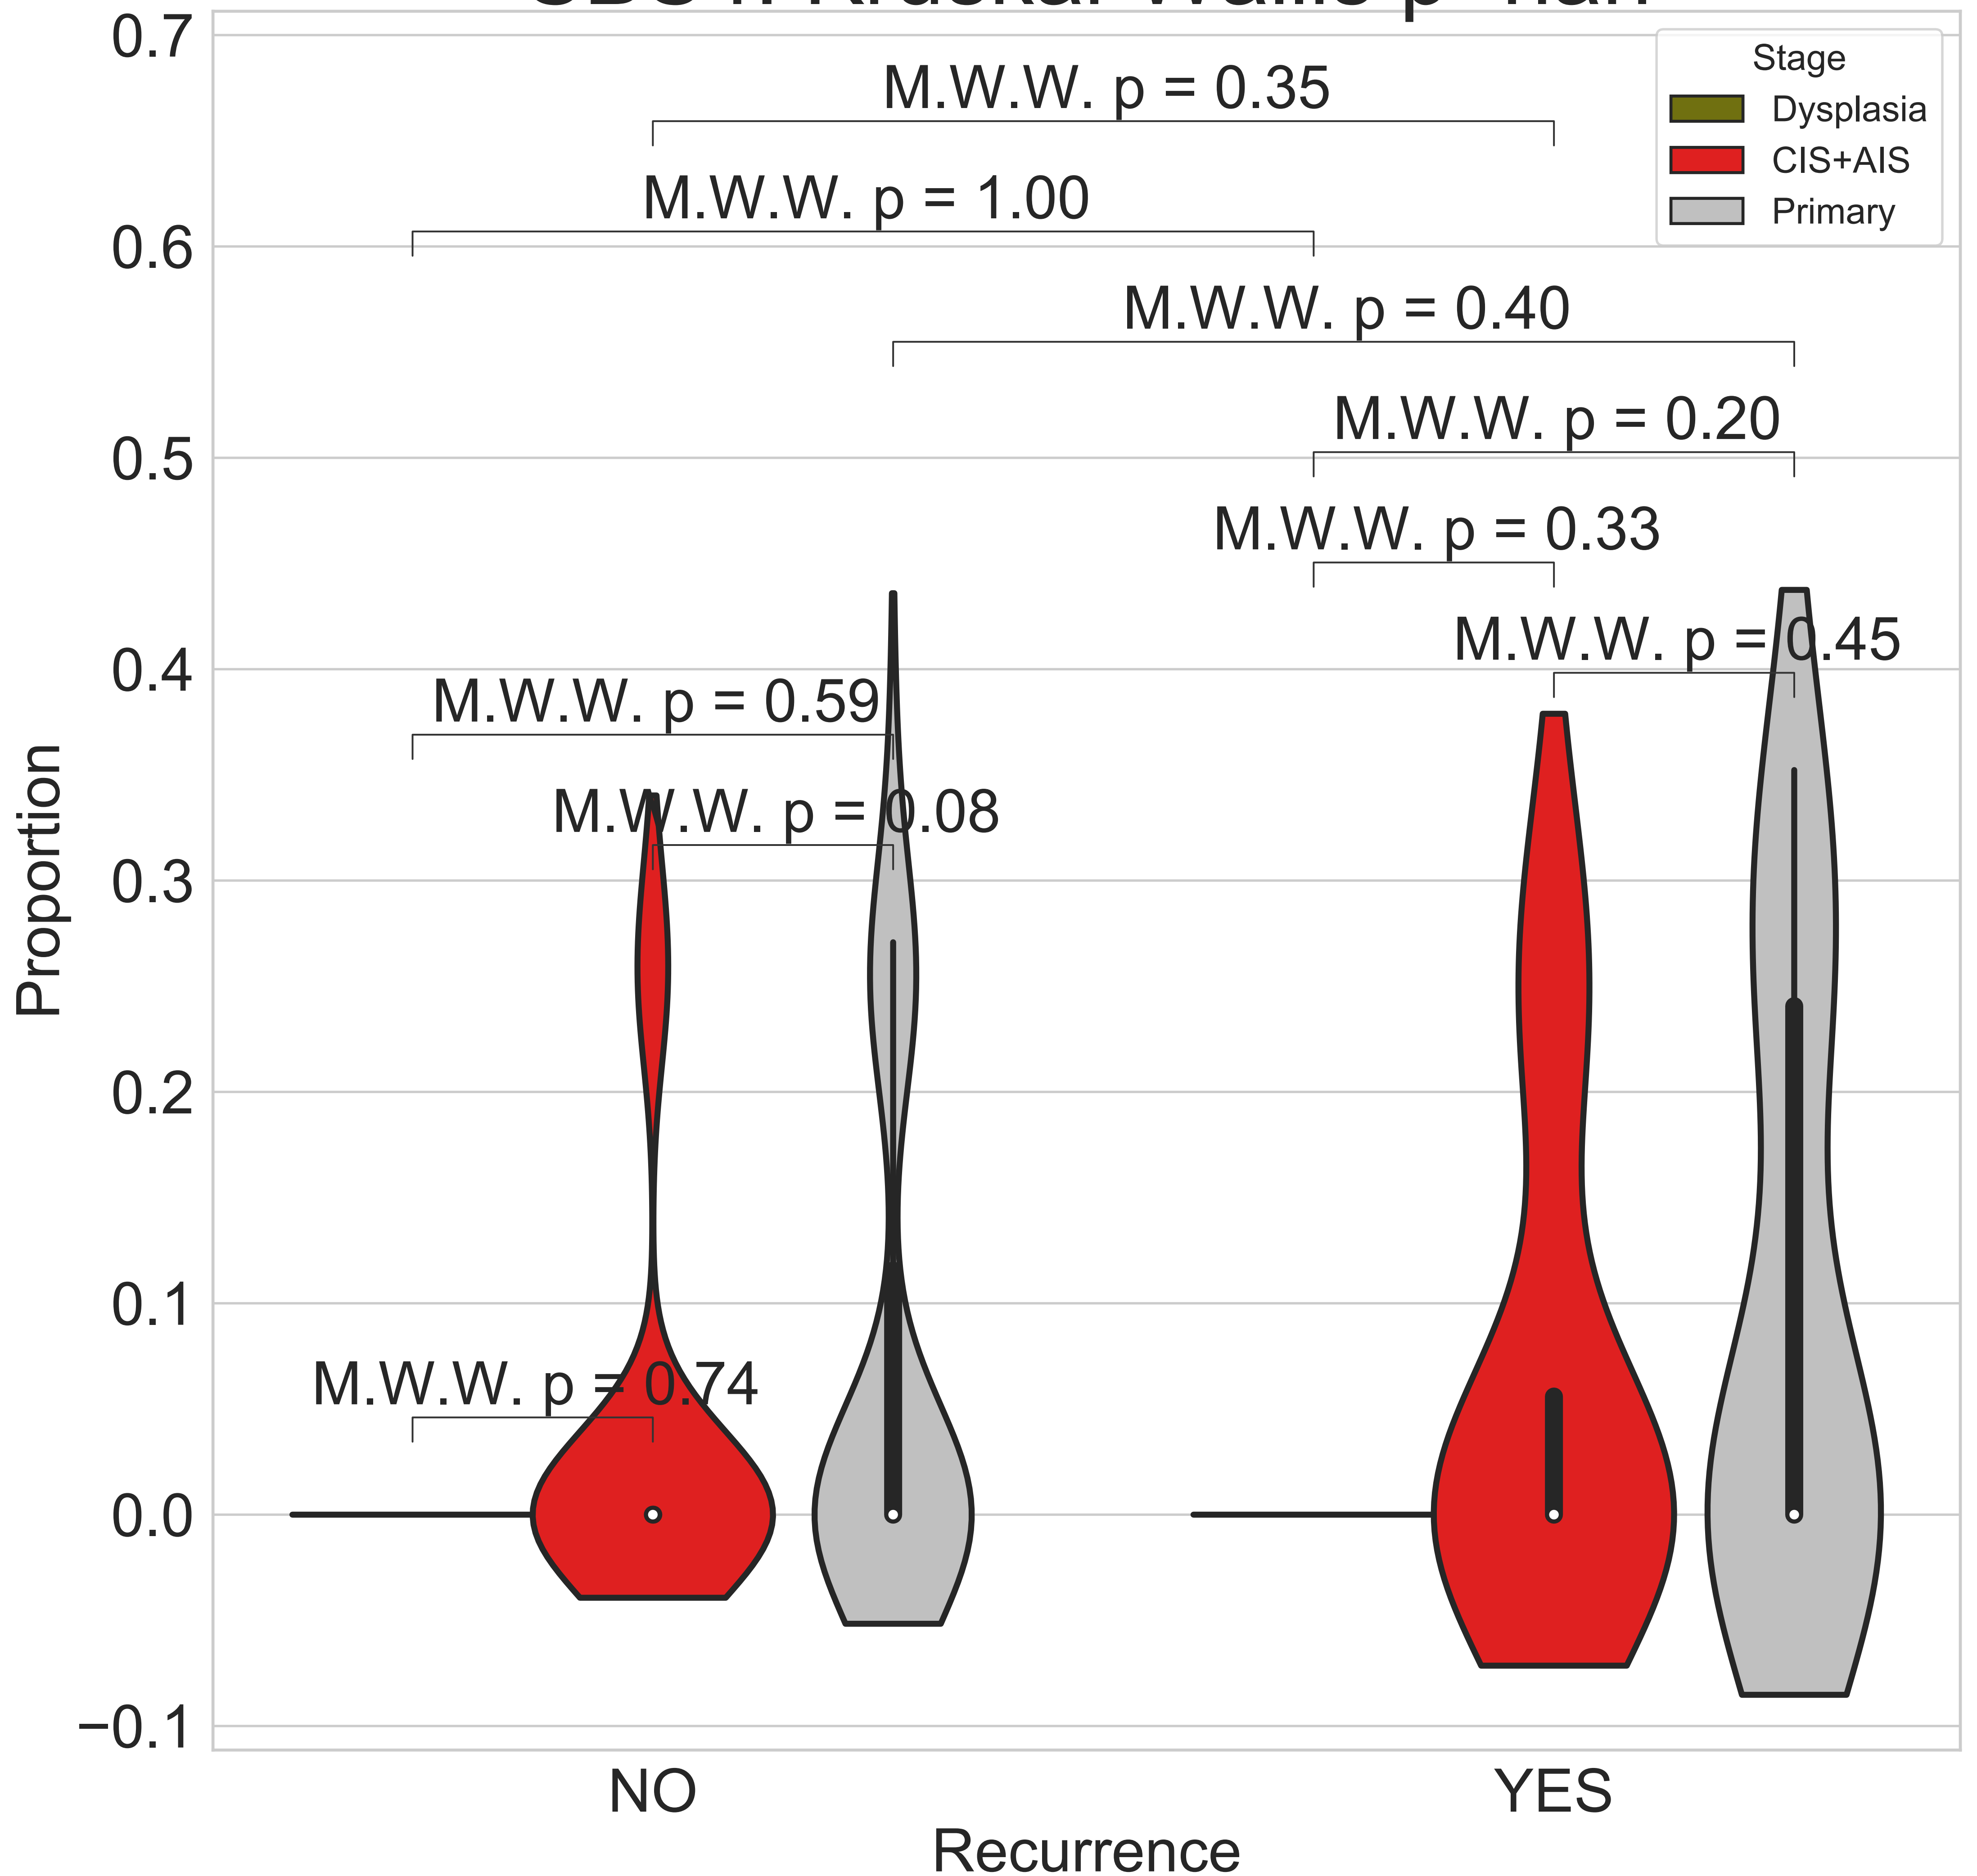 0.7
M.W.W. p = 0.35
Stage
Dysplasia
CIS+AIS
Primary
M.W.W. p = 1.00
0.6
M.W.W. p = 0.40
M.W.W. p = 0.20
0.5
M.W.W. p = 0.33
M.W.W. p = 0.45
0.4
M.W.W. p = 0.59
M.W.W. p = 0.08
0.3
Proportion
0.2
0.1
M.W.W. p = 0.74
0.0
−0.1
NO
YES
Recurrence